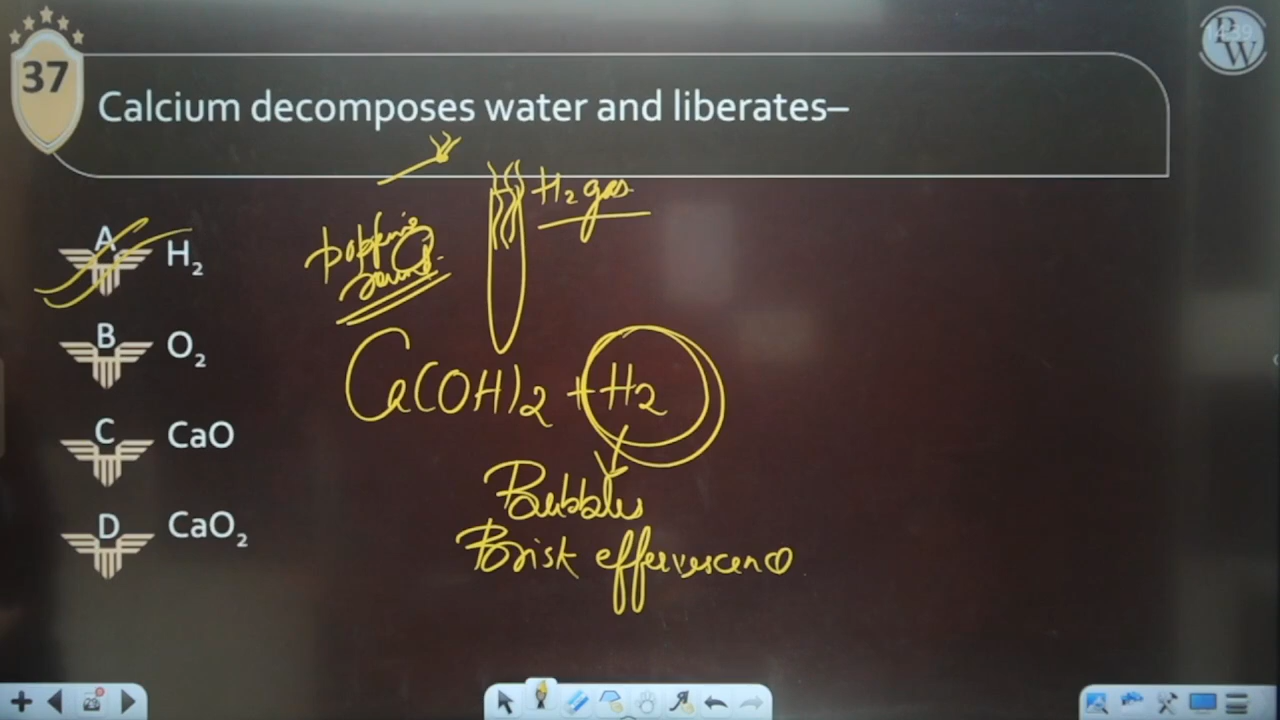 37
Calcium decomposes water and liberates–
H₂ gas
popping
sound.
A H₂
B O₂
Ca(OH)₂ + H₂
C CaO
Bubbles
D CaO₂
Brisk effervescence
PW